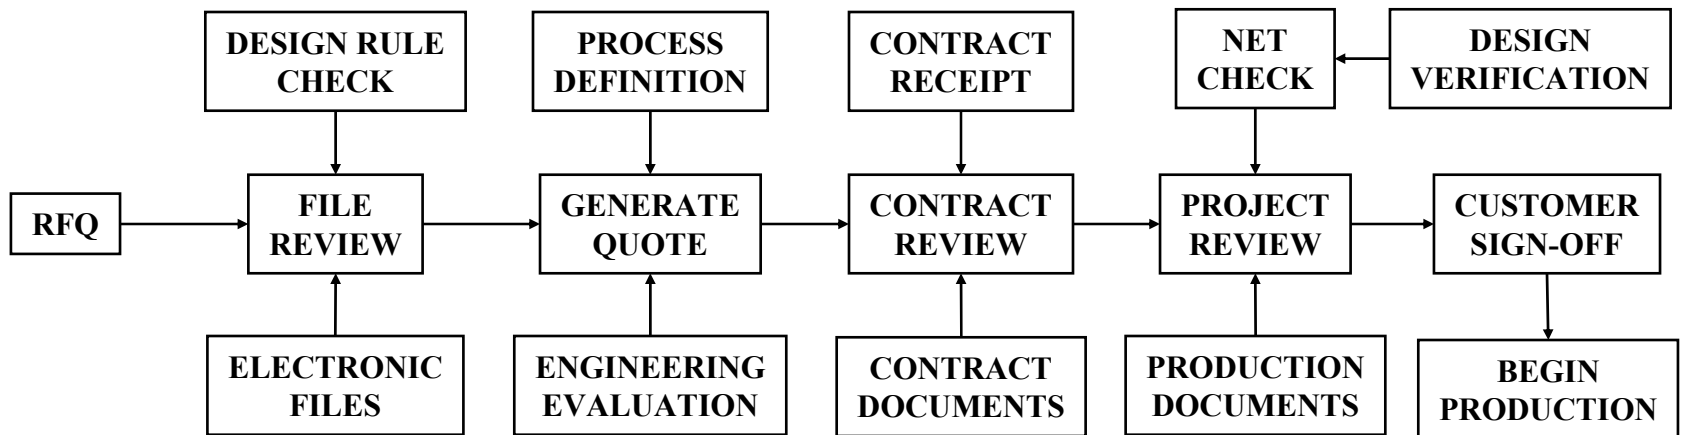 DESIGN RULE
CHECK
PROCESS
DEFINITION
CONTRACT
RECEIPT
NET
CHECK
DESIGN
VERIFICATION
RFQ
FILE
REVIEW
GENERATE
QUOTE
CONTRACT
REVIEW
PROJECT
REVIEW
CUSTOMER
SIGN-OFF
ELECTRONIC
FILES
ENGINEERING
EVALUATION
CONTRACT
DOCUMENTS
PRODUCTION
DOCUMENTS
BEGIN
PRODUCTION